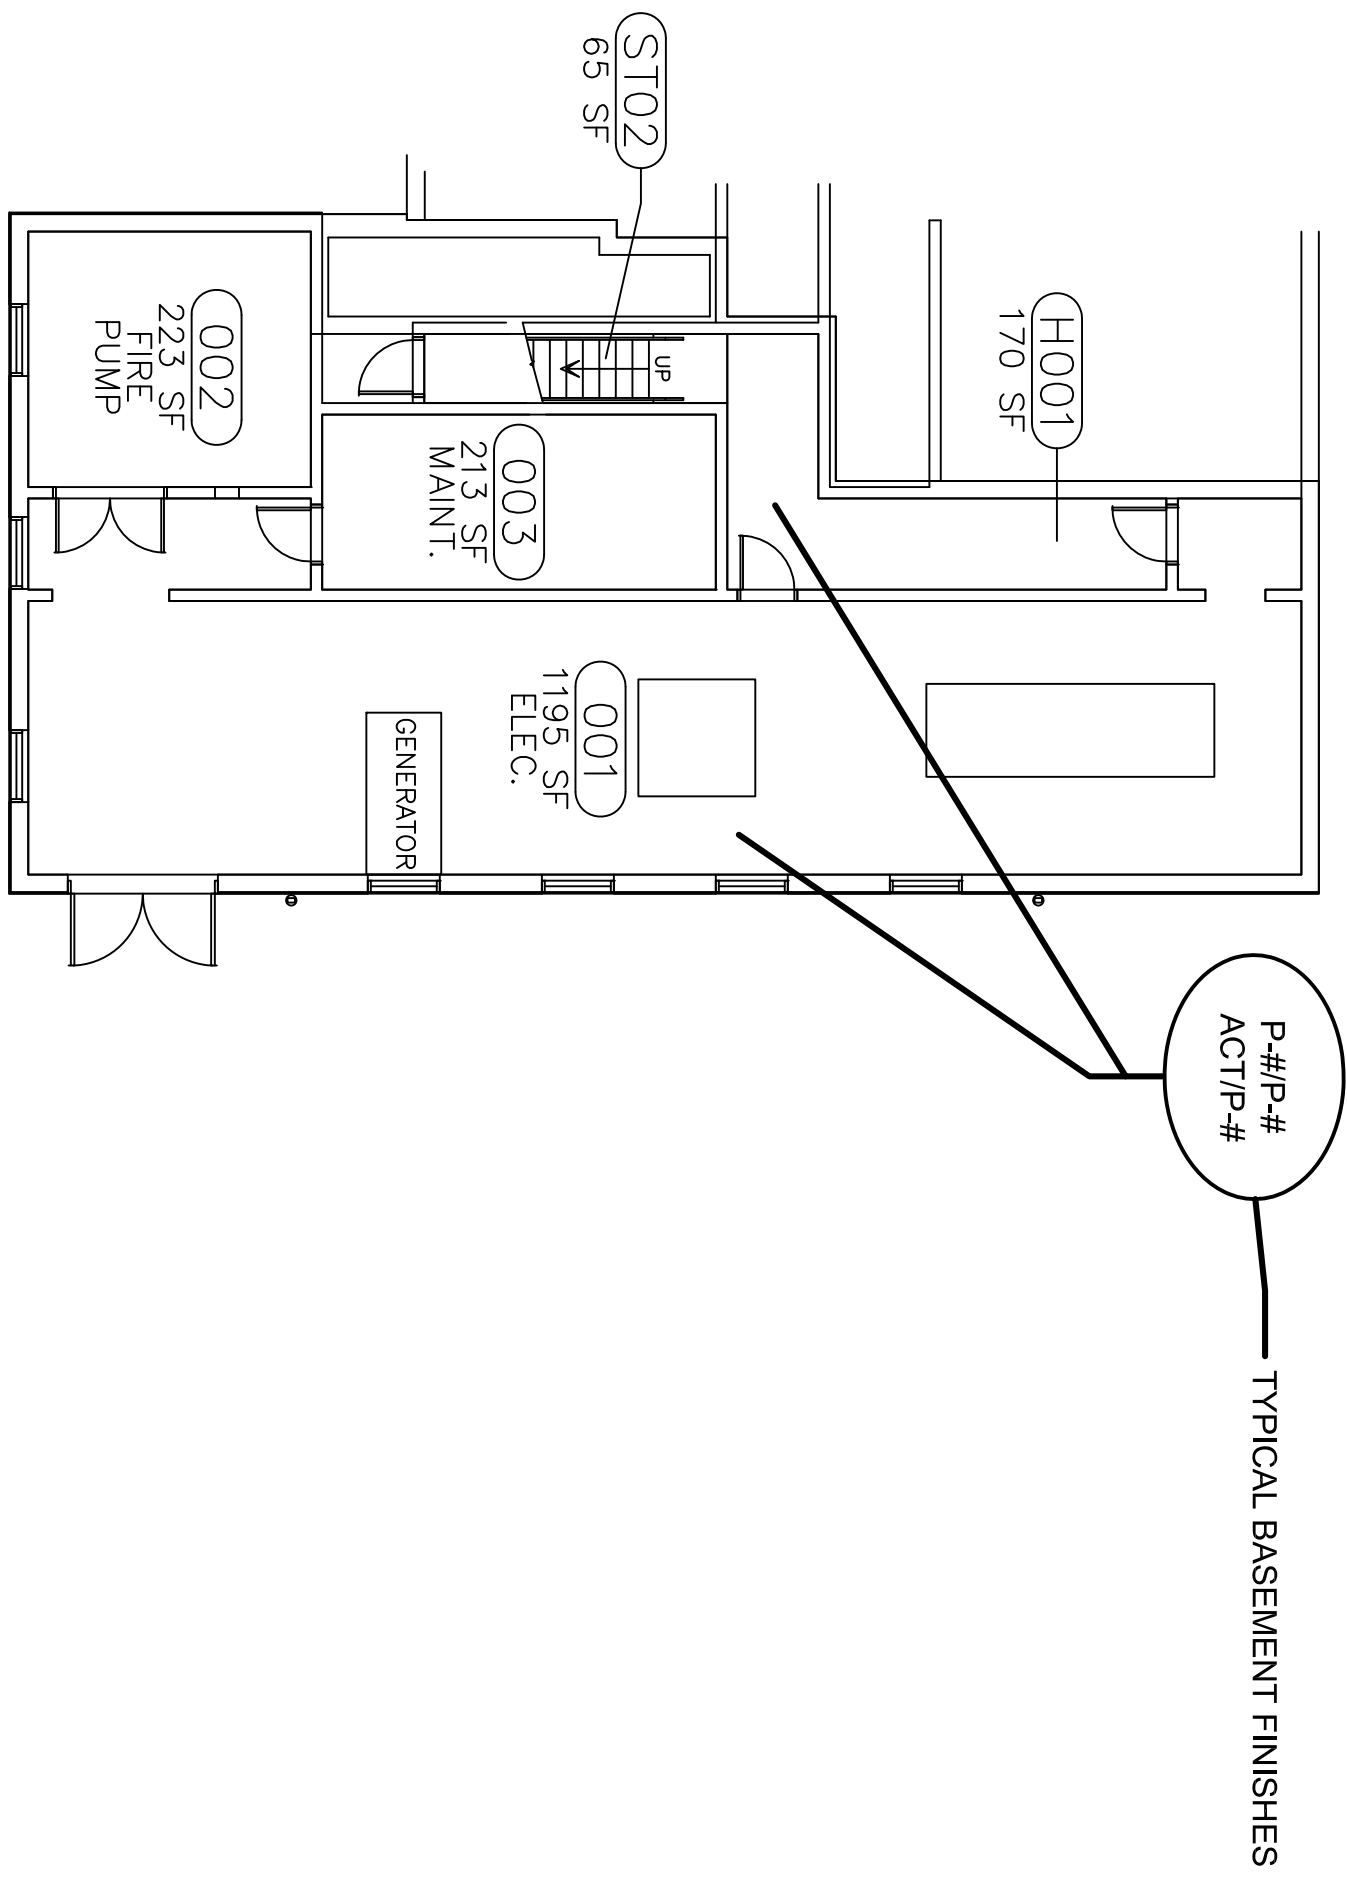 ST02
65 SF
H001
170 SF
UP
002
223 SF
FIRE
PUMP
003
213 SF
MAINT.
001
1195 SF
ELEC.
GENERATOR
P-#/P-#
ACT/P-#
TYPICAL BASEMENT FINISHES